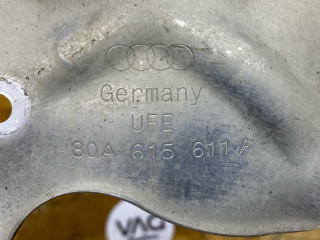 Germany
UFE
80A 615 611 A
VAG